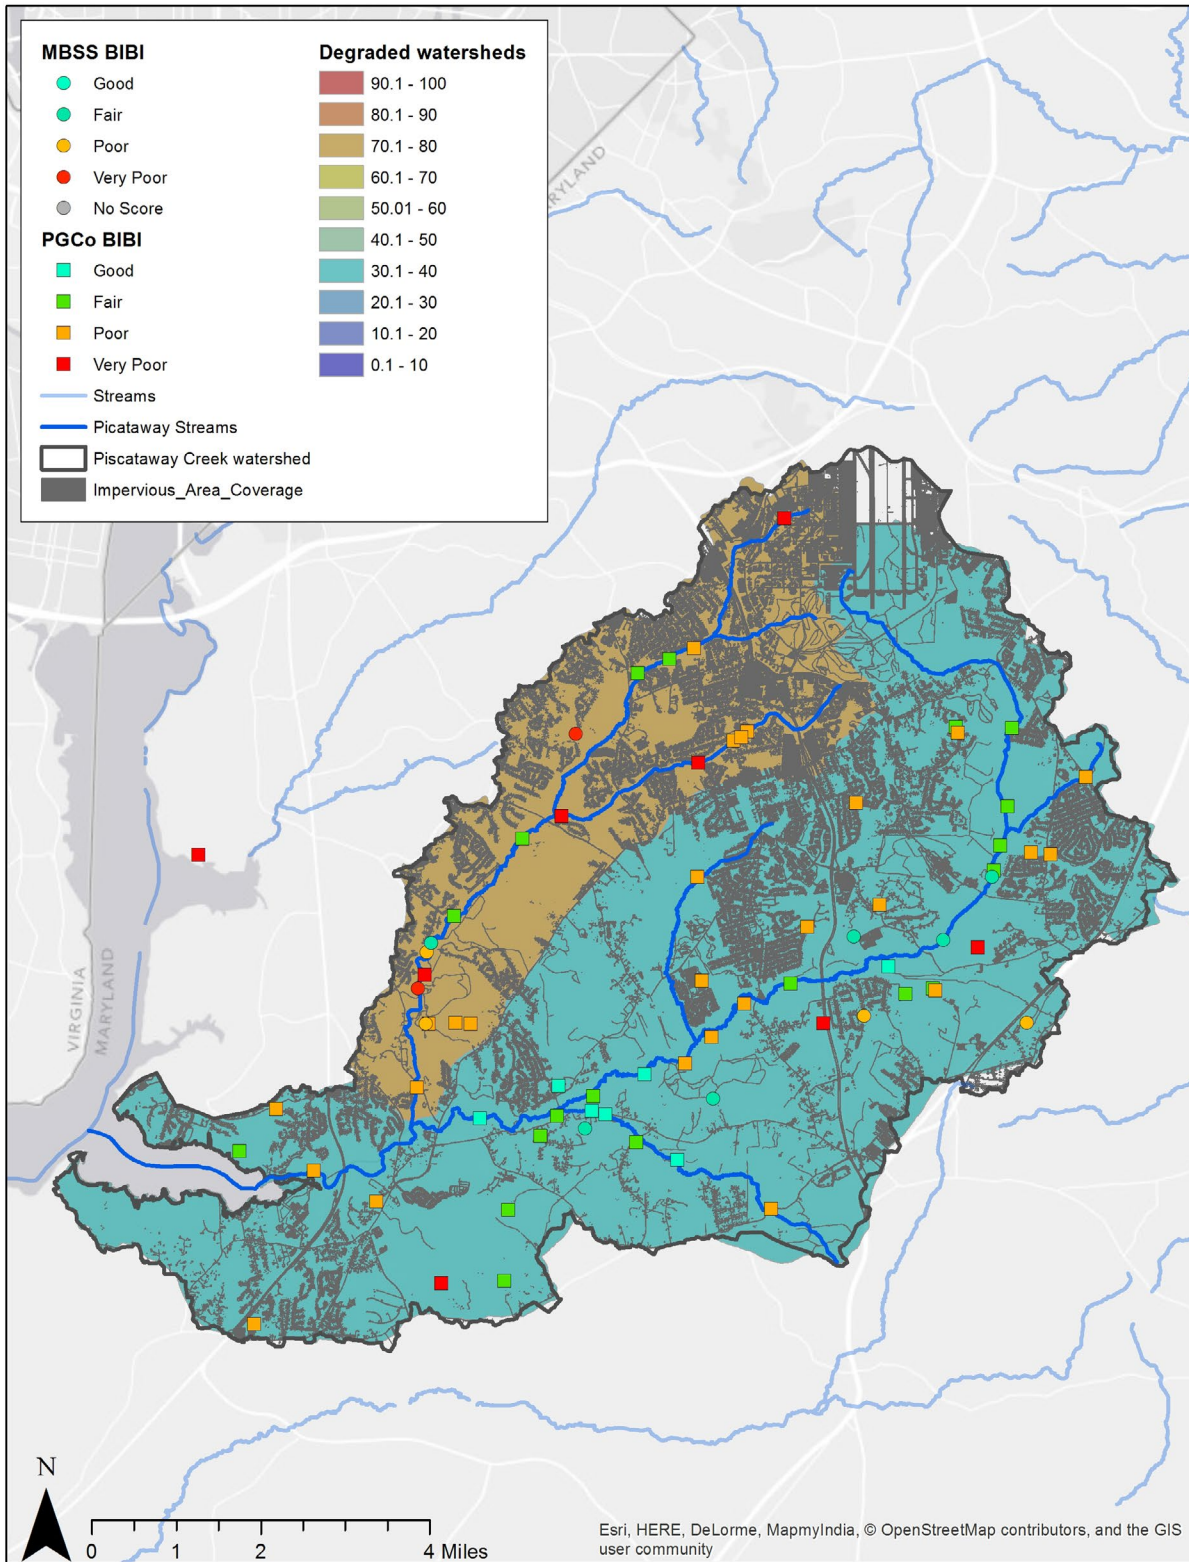 MBSS BIBI
Good
Fair
Poor
Very Poor
No Score
PGCo BIBI
Good
Fair
Poor
Very Poor
Streams
Picataway Streams
Piscataway Creek watershed
Impervious_Area_Coverage
Degraded watersheds
90.1 - 100
80.1 - 90
70.1 - 80
60.1 - 70
50.01 - 60
40.1 - 50
30.1 - 40
20.1 - 30
10.1 - 20
0.1 - 10
RYLAND
VIRGINIA
MARYLAND
N
0 1 2 4 Miles
Esri, HERE, DeLorme, MapmyIndia, © OpenStreetMap contributors, and the GIS
user community